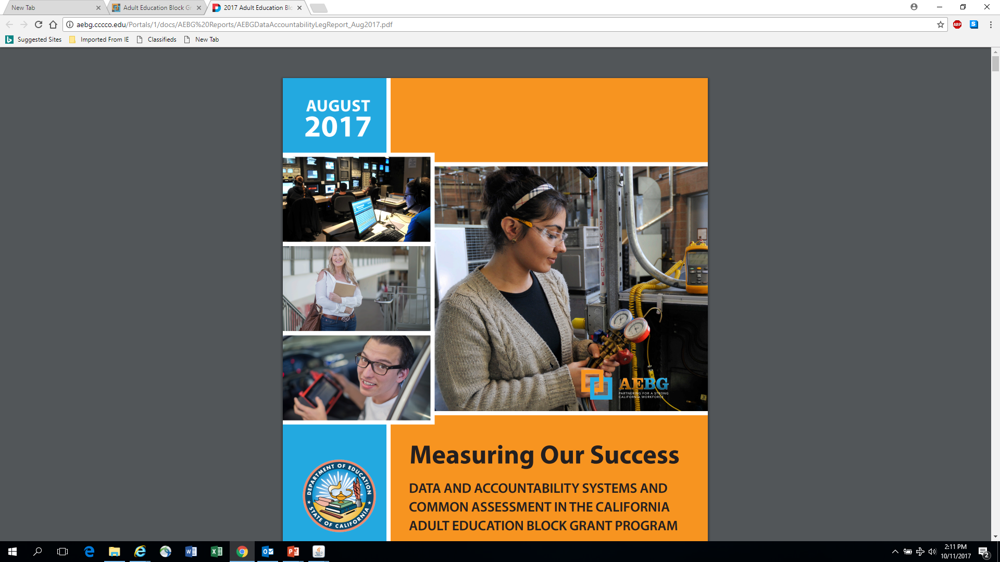 New Tab
Adult Education Block Gr
2017 Adult Education Blo
aebg.cccco.edu/Portals/1/docs/AEBG%20Reports/AEBGDataAccountabilityLegReport_Aug2017.pdf
ABP
S
Suggested Sites
Imported From IE
Classifieds
New Tab
AUGUST
2017
120 VOLT PLUG
AEBG
PARTNERING FOR A STRONG
CALIFORNIA WORKFORCE
Measuring Our Success
DATA AND ACCOUNTABILITY SYSTEMS AND
COMMON ASSESSMENT IN THE CALIFORNIA
ADULT EDUCATION BLOCK GRANT PROGRAM
DEPARTMENT OF EDUCATION
STATE OF CALIFORNIA
2:11 PM
10/11/2017
2